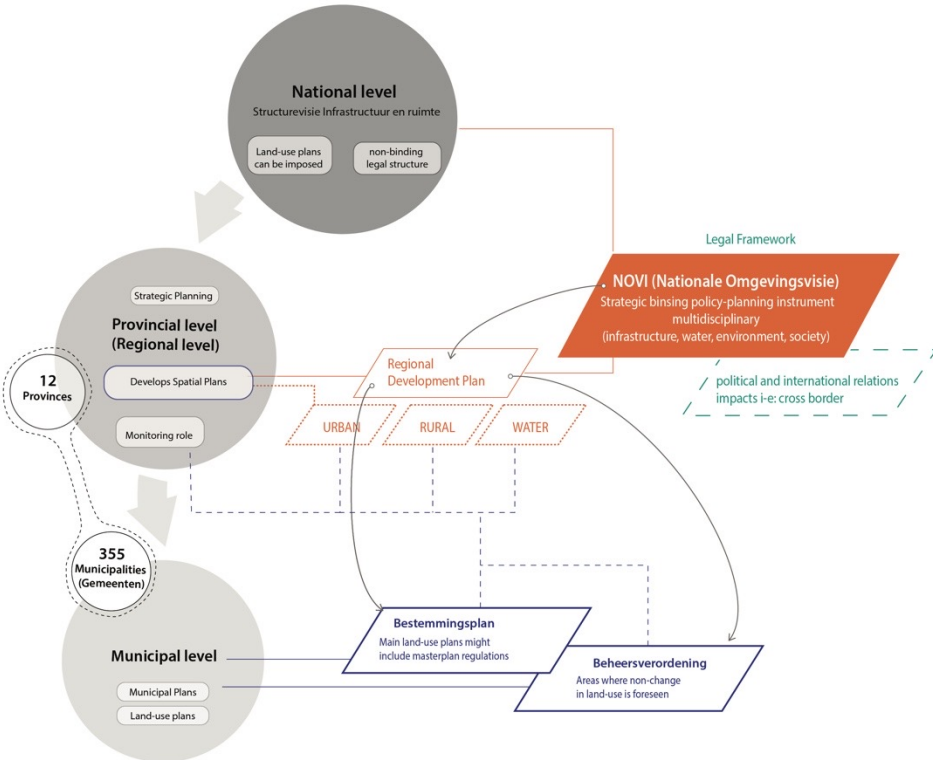 National level
Structurevisie Infrastructuur en ruimte
Land-use plans
can be imposed
non-binding
legal structure
Legal Framework
NOVI (Nationale Omgevingsvisie)
Strategic binsing policy-planning instrument
multidisciplinary
(infrastructure, water, environment, society)
political and international relations
impacts i-e: cross border
Strategic Planning
Provincial level
(Regional level)
Develops Spatial Plans
Monitoring role
12
Provinces
Regional
Development Plan
URBAN
RURAL
WATER
355
Municipalities
(Gemeenten)
Municipal level
Municipal Plans
Land-use plans
Bestemmingsplan
Main land-use plans might
include masterplan regulations
Beheersverordening
Areas where non-change
in land-use is foreseen